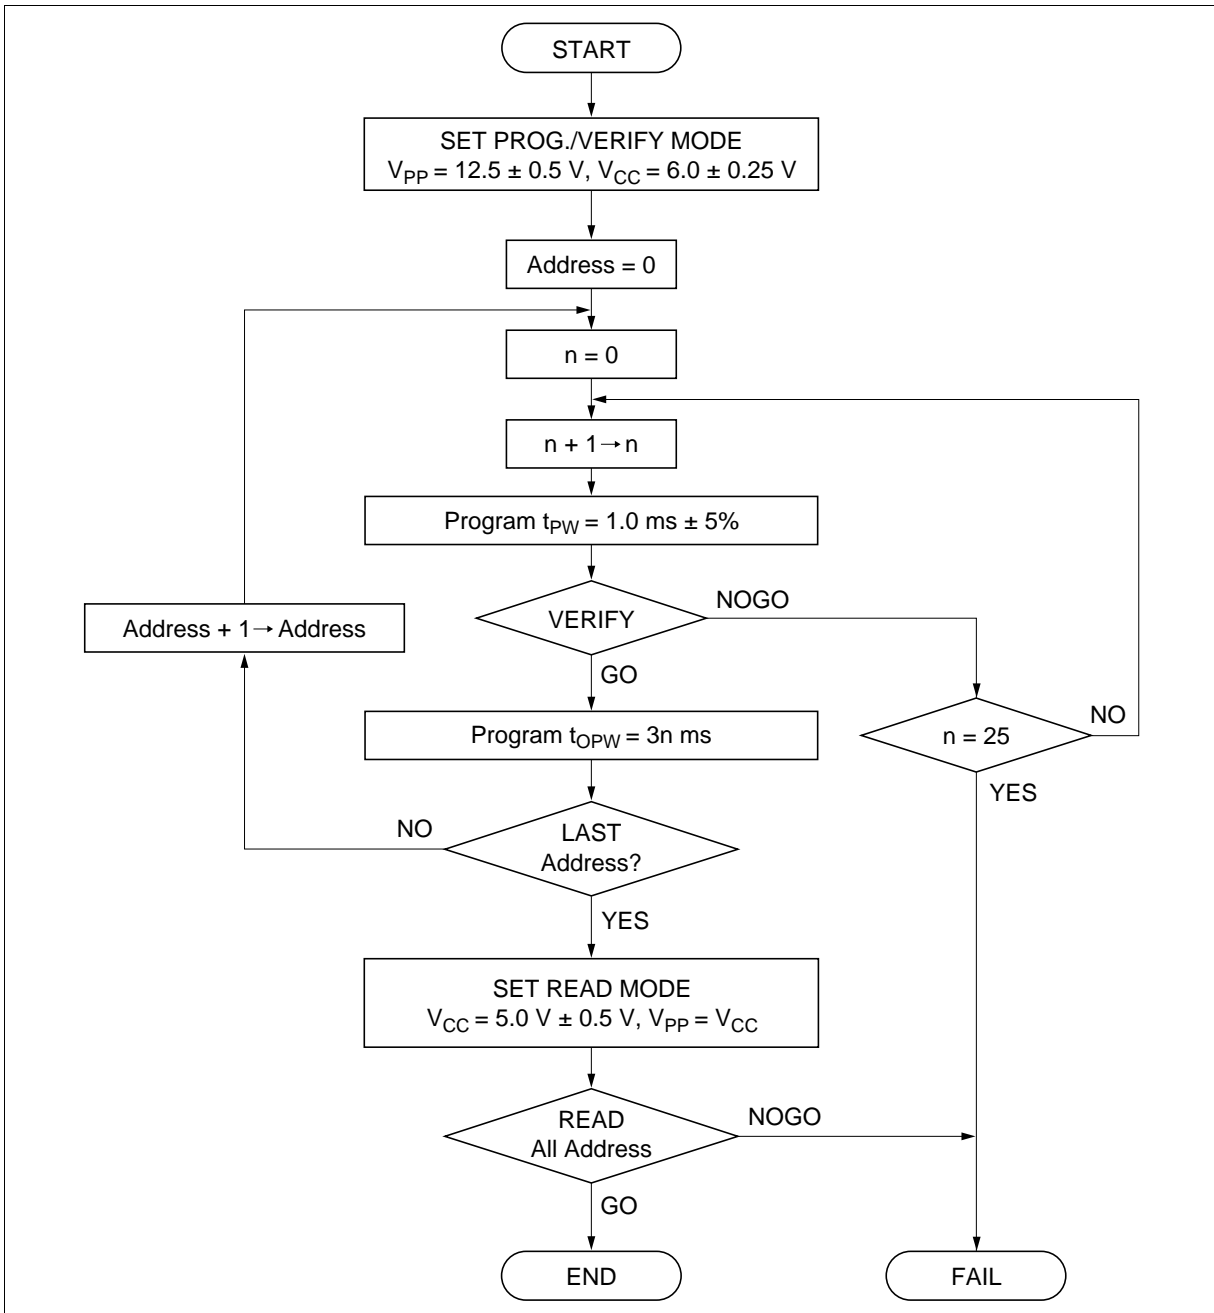 START
SET PROG./VERIFY MODE
VPP = 12.5 ± 0.5 V, VCC = 6.0 ± 0.25 V
Address = 0
n = 0
n + 1 → n
Program tPW = 1.0 ms ± 5%
VERIFY
NOGO
GO
Address + 1 → Address
Program tOPW = 3n ms
n = 25
NO
YES
LAST
Address?
NO
YES
SET READ MODE
VCC = 5.0 V ± 0.5 V, VPP = VCC
READ
All Address
NOGO
GO
END
FAIL